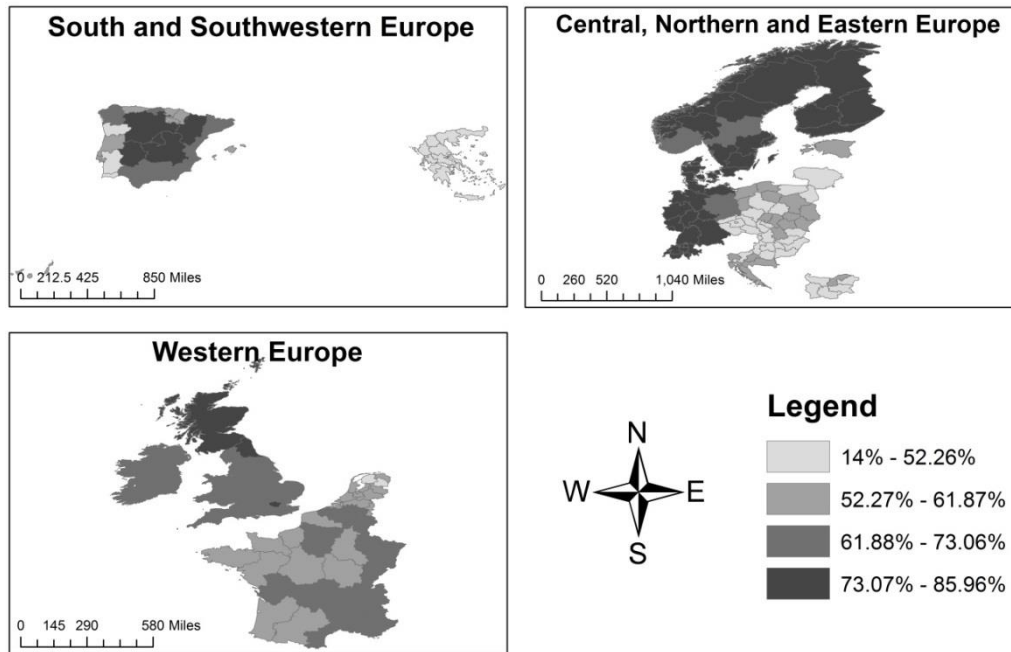 South and Southwestern Europe
0 212.5 425 850 Miles
Central, Northern and Eastern Europe
0 260 520 1,040 Miles
Western Europe
0 145 290 580 Miles
N
W E
S
Legend
14% - 52.26%
52.27% - 61.87%
61.88% - 73.06%
73.07% - 85.96%